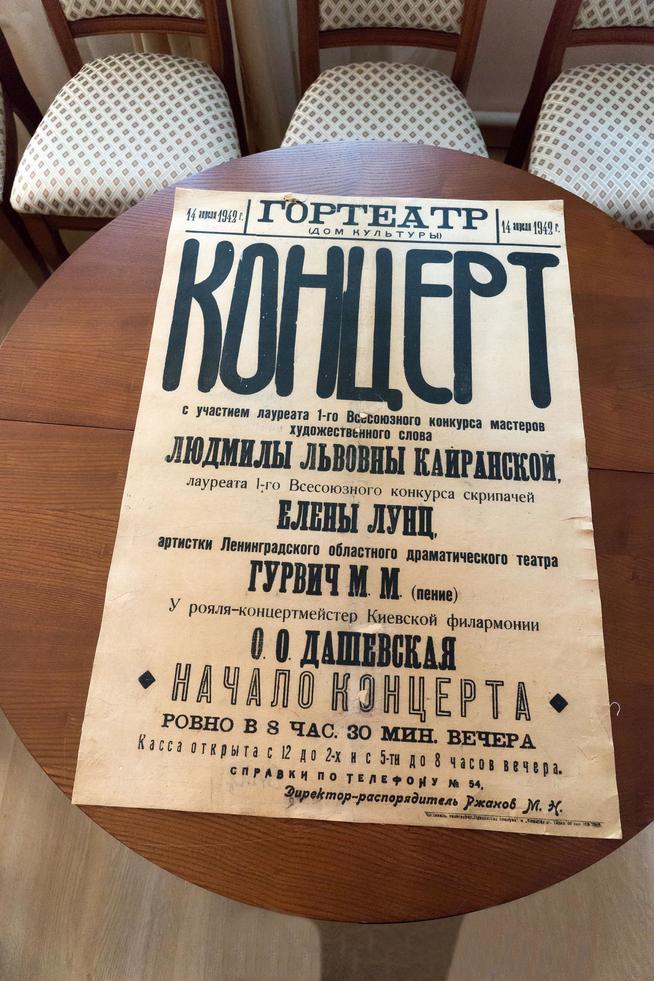 14 апреля 1942 г. ГОРТЕАТР 14 апреля 1942 г.
(ДОМ КУЛЬТУРЫ)
КОНЦЕРТ
с участием лауреата 1-го Всесоюзного конкурса мастеров
художественного слова
ЛЮДМИЛЫ ЛЬВОВНЫ КАЙРАНСКОЙ,
лауреата 1-го Всесоюзного конкурса скрипачей
ЕЛЕНЫ ЛУНЦ,
артистки Ленинградского областного драматического театра
ГУРВИЧ М. М. (пение)
У рояля-концертмейстер Киевской филармонии
О. О. ДАШЕВСКАЯ
НАЧАЛО КОНЦЕРТА
РОВНО В 8 ЧАС. 30 МИН. ВЕЧЕРА
Касса открыта с 12 до 2-х и с 5-ти до 8 часов вечера.
СПРАВКИ ПО ТЕЛЕФОНУ № 54,
Директор-распорядитель Ржанов М. Н.